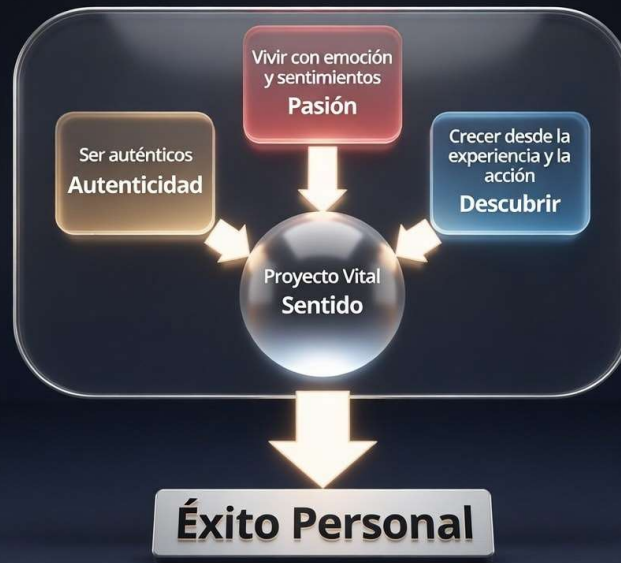 Vivir con emoción
y sentimientos
Pasión
Ser auténticos
Autenticidad
Crecer desde la
experiencia y la
acción
Descubrir
Proyecto Vital
Sentido
Éxito Personal